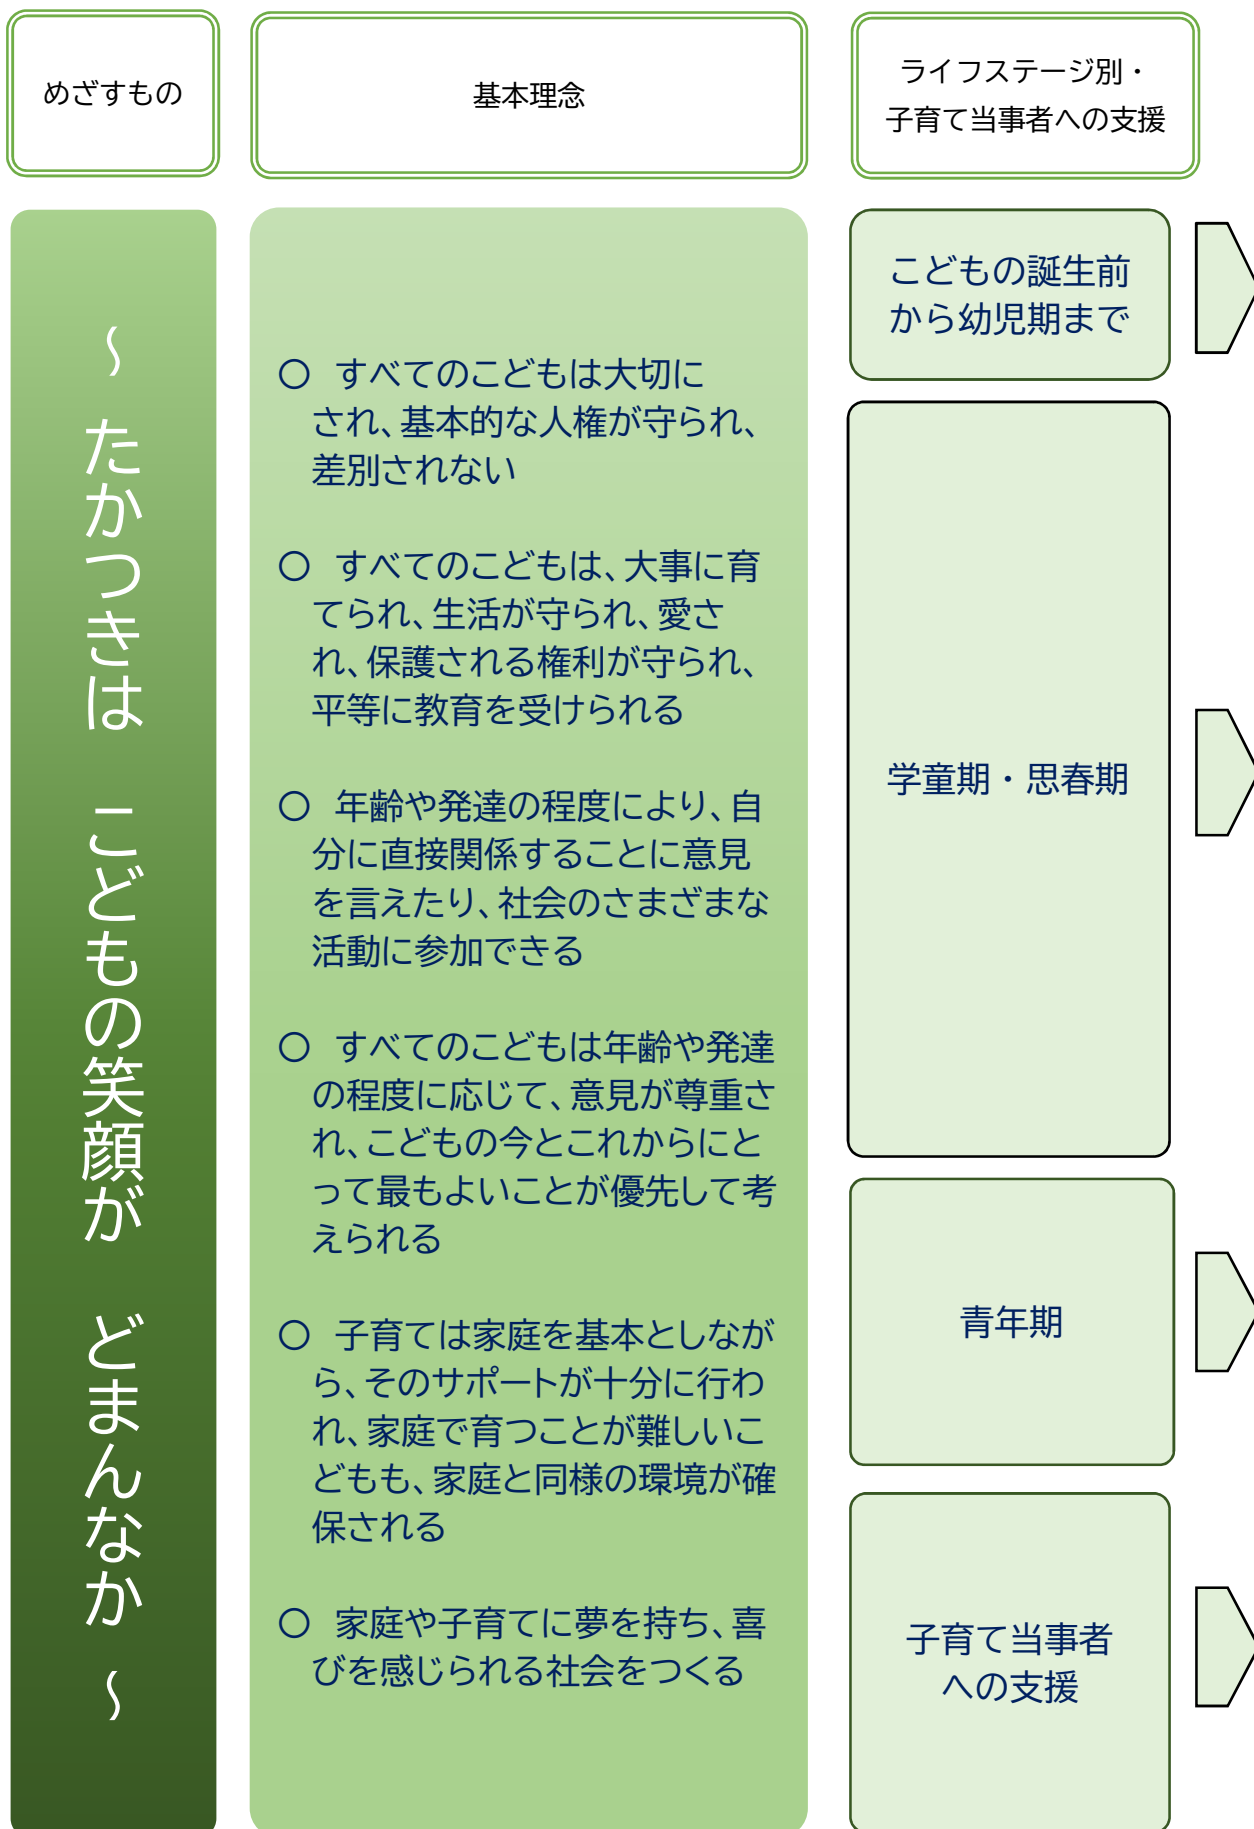 めざすもの
基本理念
ライフステージ別・
子育て当事者への支援
～ たかつきは こどもの笑顔が どまんなか ～
〇 すべてのこどもは大切に
され、基本的な人権が守られ、
差別されない
〇 すべてのこどもは、大事に育
てられ、生活が守られ、愛さ
れ、保護される権利が守られ、
平等に教育を受けられる
〇 年齢や発達の程度により、自
分に直接関係することに意見
を言えたり、社会のさまざまな
活動に参加できる
〇 すべてのこどもは年齢や発達
の程度に応じて、意見が尊重さ
れ、こどもの今とこれからにと
って最もよいことが優先して考
えられる
〇 子育ては家庭を基本としなが
ら、そのサポートが十分に行わ
れ、家庭で育つことが難しいこ
どもも、家庭と同様の環境が確
保される
〇 家庭や子育てに夢を持ち、喜
びを感じられる社会をつくる
こどもの誕生前
から幼児期まで
学童期・思春期
青年期
子育て当事者
への支援